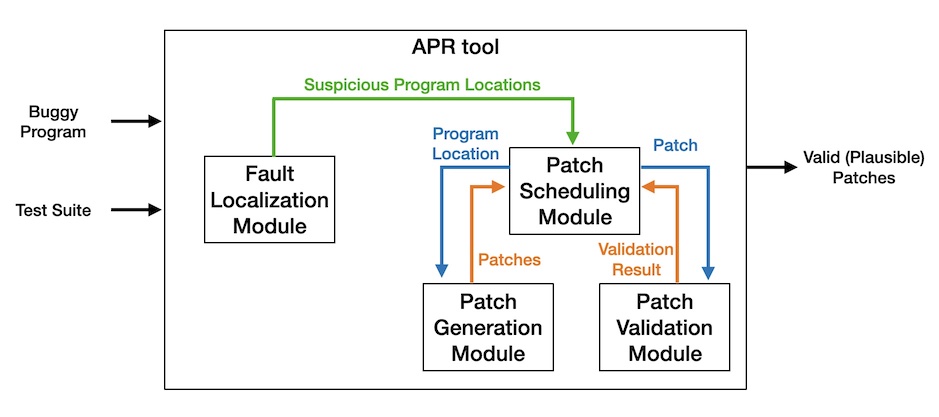 APR tool
Suspicious Program Locations
Buggy
Program
Test Suite
Fault
Localization
Module
Program
Location
Patch
Scheduling
Module
Patch
Patches
Validation
Result
Patch
Generation
Module
Patch
Validation
Module
Valid (Plausible)
Patches